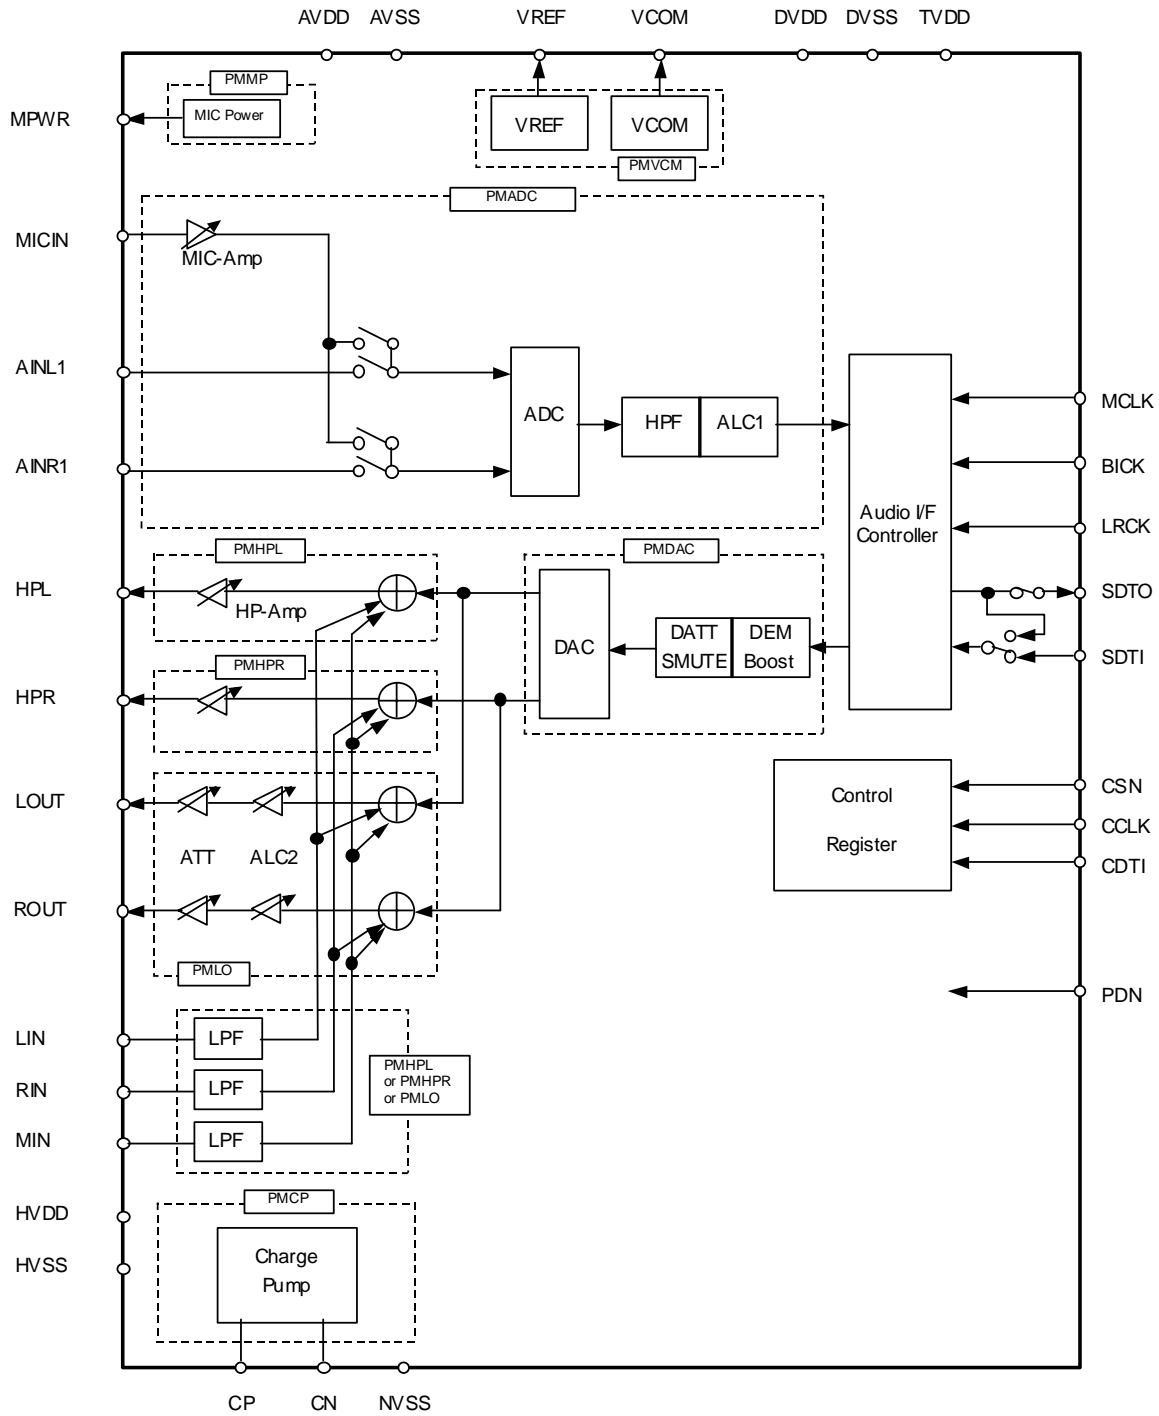 AVDD AVSS VREF VCOM DVDD DVSS TVDD
PMMP
MIC Power
MPWR
VREF
VCOM
PMVCM
PMADC
MICIN
MIC-Amp
AINL1
ADC
HPF
ALC1
MCLK
AINR1
BICK
Audio I/F
Controller
LRCK
PMHPL
PMDAC
HPL
HP-Amp
SDTO
DAC
DATT
SMUTE
DEM
Boost
SDTI
PMHPR
HPR
LOUT
Control
Register
CSN
CCLK
CDTI
ATT
ALC2
ROUT
PMLO
PDN
LIN
LPF
PMHPL
or PMHPR
or PMLO
RIN
LPF
MIN
LPF
PMCP
HVDD
HVSS
Charge
Pump
CP CN NVSS